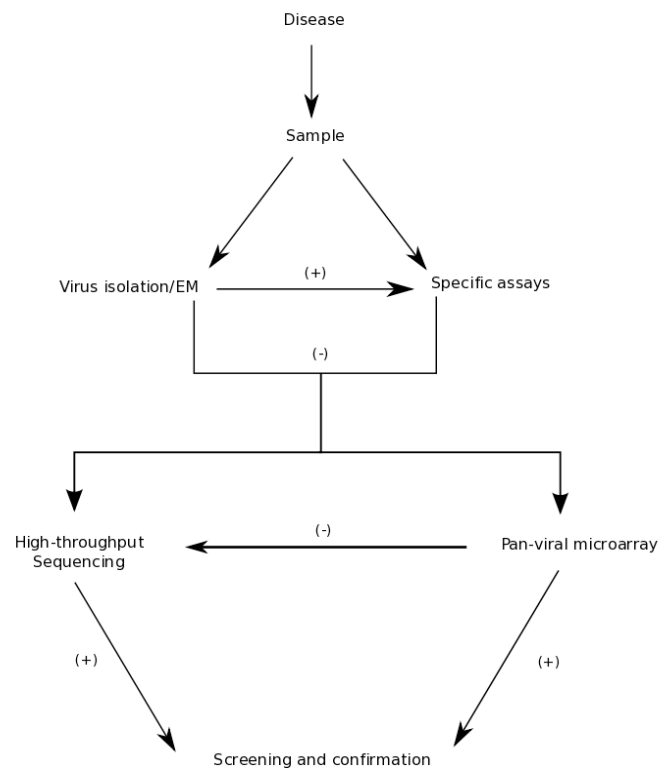 Disease
Sample
Virus isolation/EM
(+)
Specific assays
(-)
High-throughput
Sequencing
(-)
Pan-viral microarray
(+)
(+)
Screening and confirmation